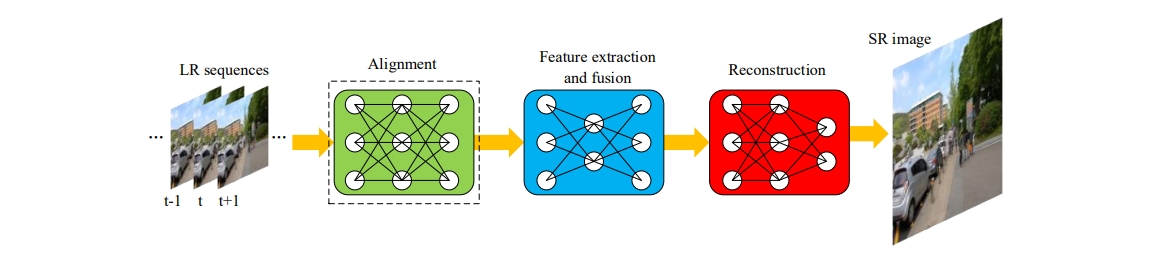 LR sequences
...
...
t-1 t t+1
Alignment
Feature extraction
and fusion
Reconstruction
SR image